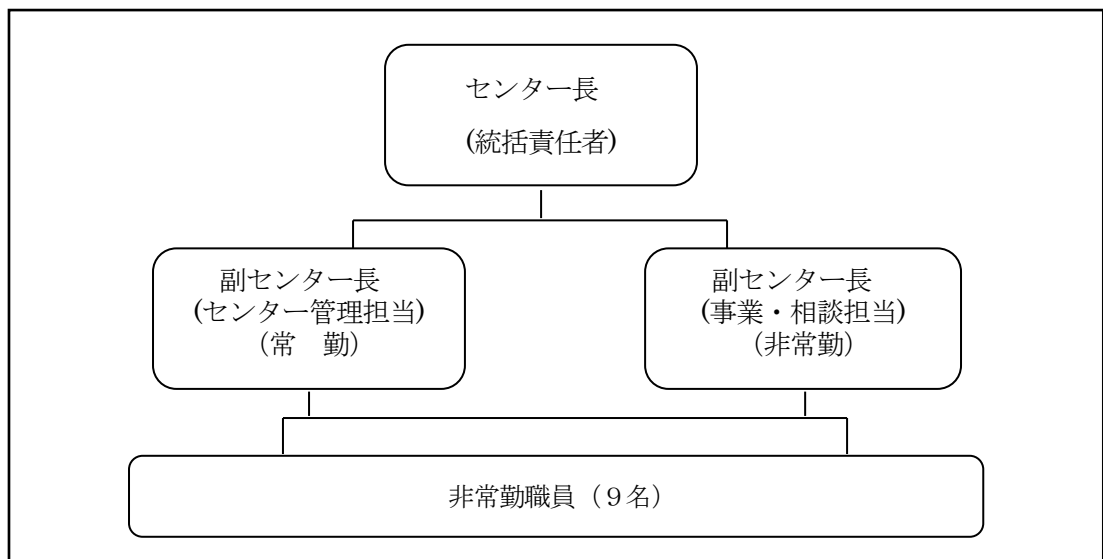 センター長
(統括責任者)
副センター長
(センター管理担当)
（常　勤）
副センター長
(事業・相談担当)
（非常勤）
非常勤職員（９名）